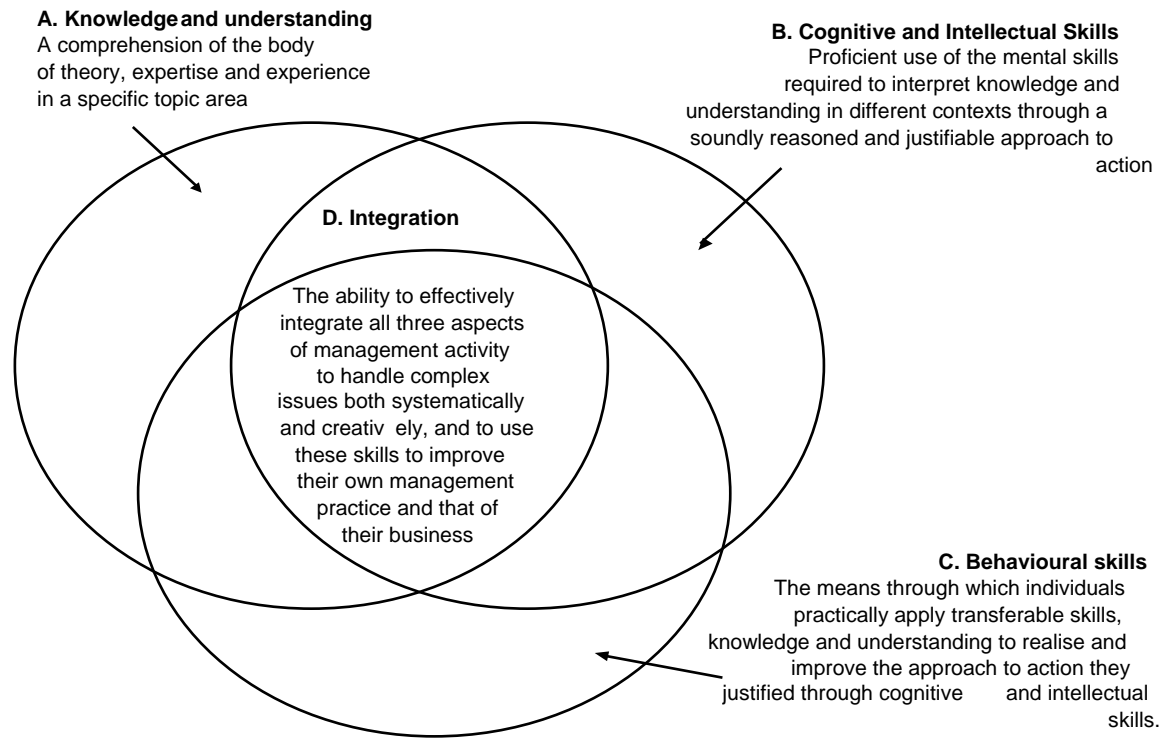 A. Knowledge and understanding
A comprehension of the body
of theory, expertise and experience
in a specific topic area
B. Cognitive and Intellectual Skills
Proficient use of the mental skills
required to interpret knowledge and
understanding in different contexts through a
soundly reasoned and justifiable approach to
action
D. Integration
The ability to effectively
integrate all three aspects
of management activity
to handle complex
issues both systematically
and creativ ely, and to use
these skills to improve
their own management
practice and that of
their business
C. Behavioural skills
The means through which individuals
practically apply transferable skills,
knowledge and understanding to realise and
improve the approach to action they
justified through cognitive and intellectual
skills.